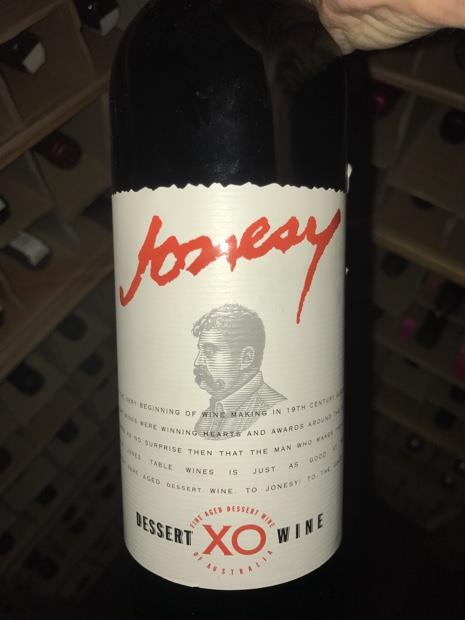 Jonesy
VERY BEGINNING OF WINE MAKING IN 19TH CENTURY
WINES WERE WINNING HEARTS AND AWARDS AROUND THE
AS NO SURPRISE THEN THAT THE MAN WHO MAKES
JONES TABLE WINES IS JUST AS GOOD AT
RARE AGED DESSERT WINE. TO JONESY! TO THE
DESSERT XO WINE
FINE AGED DESSERT WINE
OF AUSTRALIA